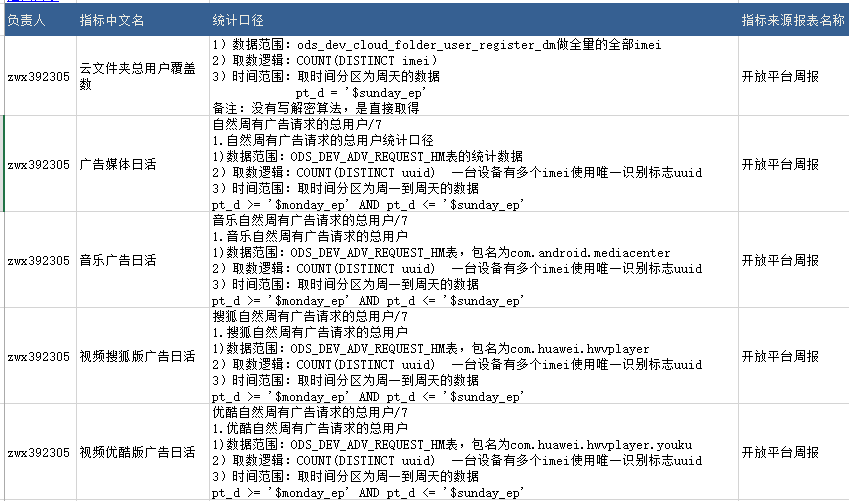 负责人 指标中文名 统计口径 指标来源报表名称
zwx392305 云文件夹总用户覆盖数 1）数据范围：ods_dev_cloud_folder_user_register_dm做全量的全部imei
2）取数逻辑：COUNT(DISTINCT imei)
3）时间范围：取时间分区为周天的数据
pt_d = '$sunday_ep'
备注：没有写解密算法，是直接取得
开放平台周报
zwx392305 广告媒体日活 自然周有广告请求的总用户/7
1.自然周有广告请求的总用户统计口径
1)数据范围：ODS_DEV_ADV_REQUEST_HM表的统计数据
2）取数逻辑：COUNT(DISTINCT uuid) 一台设备有多个imei使用唯一识别标志uuid
3）时间范围：取时间分区为周一到周天的数据
pt_d >= '$monday_ep' AND pt_d <= '$sunday_ep'
开放平台周报
zwx392305 音乐广告日活 音乐自然周有广告请求的总用户/7
1.音乐自然周有广告请求的总用户
1)数据范围：ODS_DEV_ADV_REQUEST_HM表，包名为com.android.mediacenter
2）取数逻辑：COUNT(DISTINCT uuid) 一台设备有多个imei使用唯一识别标志uuid
3）时间范围：取时间分区为周一到周天的数据
pt_d >= '$monday_ep' AND pt_d <= '$sunday_ep'
开放平台周报
zwx392305 视频搜狐版广告日活 搜狐自然周有广告请求的总用户/7
1.搜狐自然周有广告请求的总用户
1)数据范围：ODS_DEV_ADV_REQUEST_HM表，包名为com.huawei.hwvplayer
2）取数逻辑：COUNT(DISTINCT uuid) 一台设备有多个imei使用唯一识别标志uuid
3）时间范围：取时间分区为周一到周天的数据
pt_d >= '$monday_ep' AND pt_d <= '$sunday_ep'
开放平台周报
zwx392305 视频优酷版广告日活 优酷自然周有广告请求的总用户/7
1.优酷自然周有广告请求的总用户
1)数据范围：ODS_DEV_ADV_REQUEST_HM表，包名为com.huawei.hwvplayer.youku
2）取数逻辑：COUNT(DISTINCT uuid) 一台设备有多个imei使用唯一识别标志uuid
3）时间范围：取时间分区为周一到周天的数据
pt_d >= '$monday_ep' AND pt_d <= '$sunday_ep'
开放平台周报